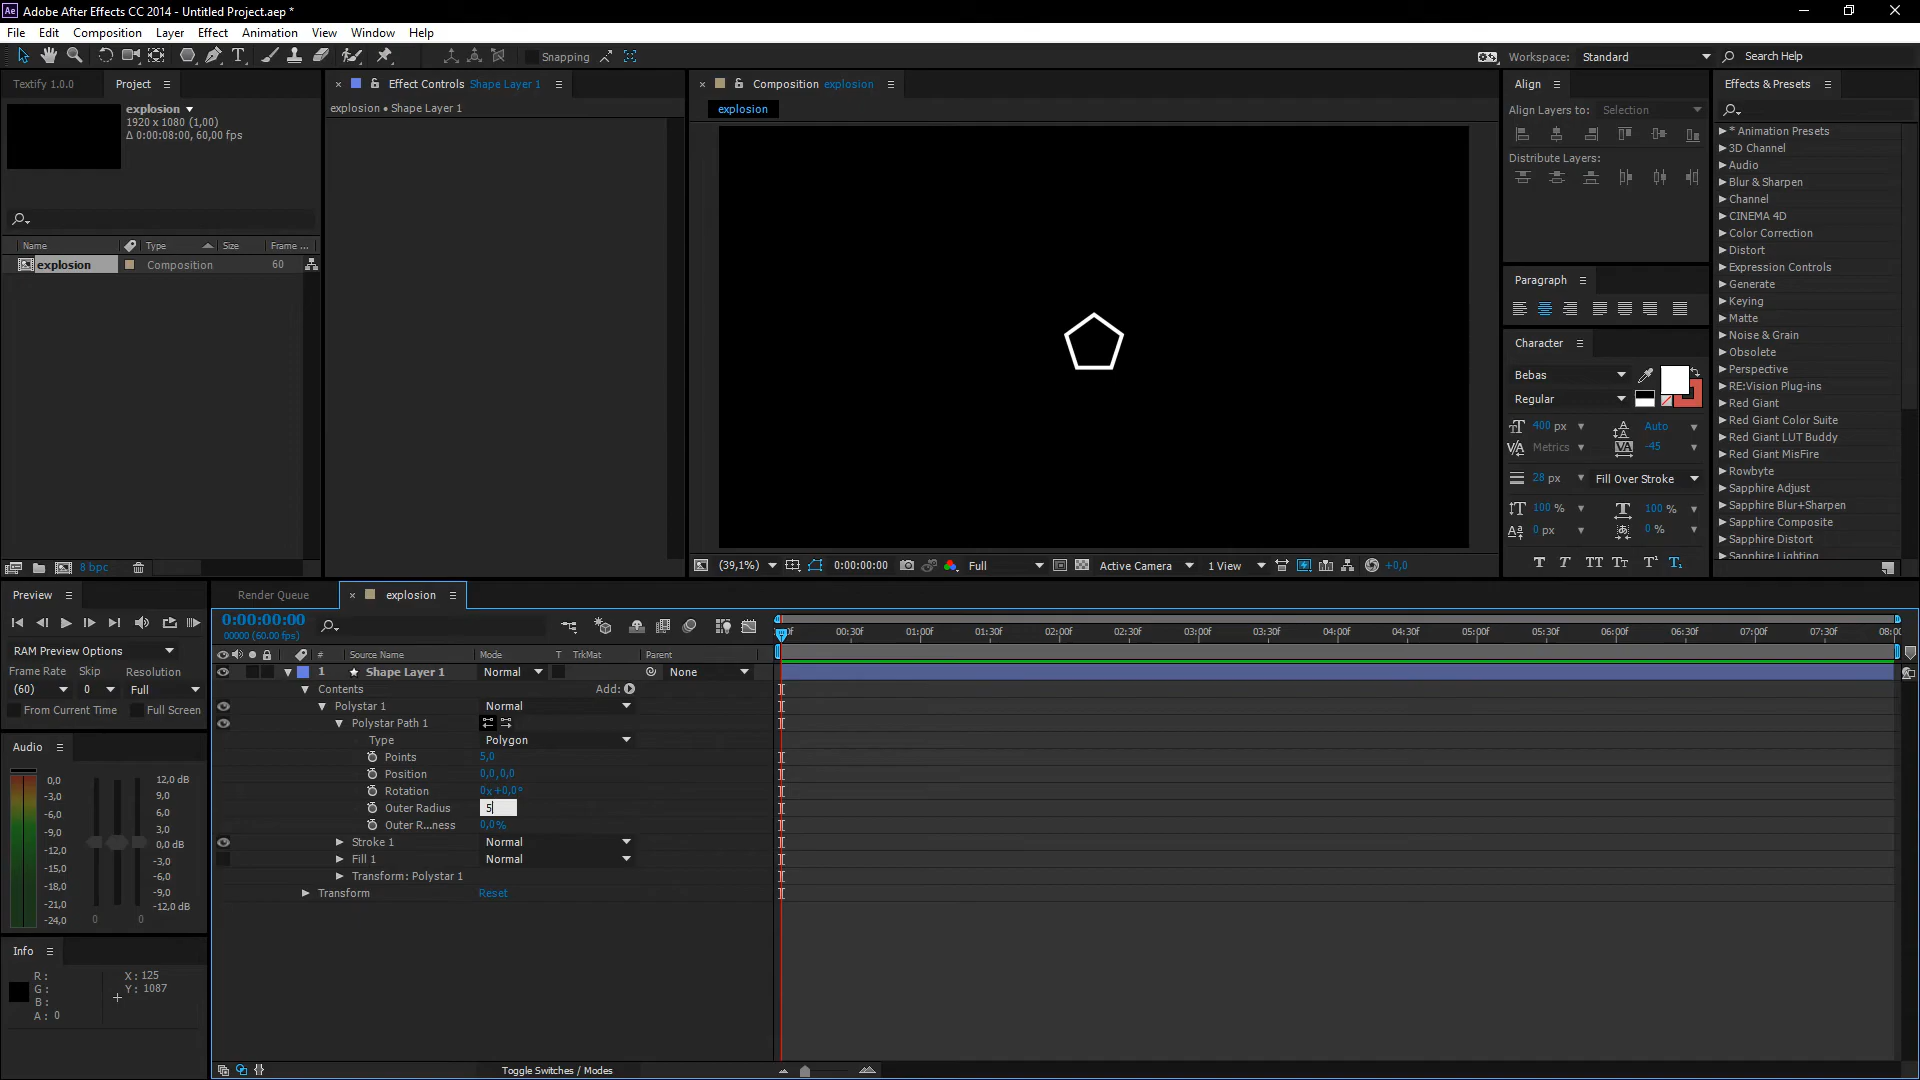 Adobe After Effects CC 2014 - Untitled Project.aep *
File Edit Composition Layer Effect Animation View Window Help
Snapping
Workspace: Standard
Search Help
Textify 1.0.0
Project
explosion
1920 x 1080 (1,00)
Δ 0:00:08:00, 60,00 fps
Name Type Size Frame ...
explosion Composition 60
8 bpc
Effect Controls Shape Layer 1
explosion • Shape Layer 1
Composition explosion
explosion
(39,1%) 0:00:00:00 Full Active Camera 1 View +0,0
Align
Align Layers to: Selection
Distribute Layers:
Paragraph
Character
Bebas
Regular
400 px Auto
Metrics -45
28 px Fill Over Stroke
100 % 100 %
0 px 0 %
Effects & Presets
* Animation Presets
3D Channel
Audio
Blur & Sharpen
Channel
CINEMA 4D
Color Correction
Distort
Expression Controls
Generate
Keying
Matte
Noise & Grain
Obsolete
Perspective
RE:Vision Plug-ins
Red Giant
Red Giant Color Suite
Red Giant LUT Buddy
Red Giant MisFire
Rowbyte
Sapphire Adjust
Sapphire Blur+Sharpen
Sapphire Composite
Sapphire Distort
Sapphire Lighting
Preview
RAM Preview Options
Frame Rate Skip Resolution
(60) 0 Full
From Current Time Full Screen
Audio
0,0 12,0 dB
-3,0 9,0
-6,0 6,0
-9,0 3,0
-12,0 0,0 dB
-15,0 -3,0
-18,0 -6,0
-21,0 -9,0
-24,0 0 0 -12,0 dB
Info
R :
G :
B :
A : 0
X : 125
Y : 1087
Render Queue
explosion
0:00:00:00
00000 (60.00 fps)
00:30f 01:00f 01:30f 02:00f 02:30f 03:00f 03:30f 04:00f 04:30f 05:00f 05:30f 06:00f 06:30f 07:00f 07:30f 08:00
# Source Name Mode T TrkMat Parent
1 Shape Layer 1 Normal None
Contents Add:
Polystar 1 Normal
Polystar Path 1
Type Polygon
Points 5,0
Position 0,0,0,0
Rotation 0x+0,0°
Outer Radius 5
Outer R...ness 0,0%
Stroke 1 Normal
Fill 1 Normal
Transform: Polystar 1
Transform Reset
Toggle Switches / Modes